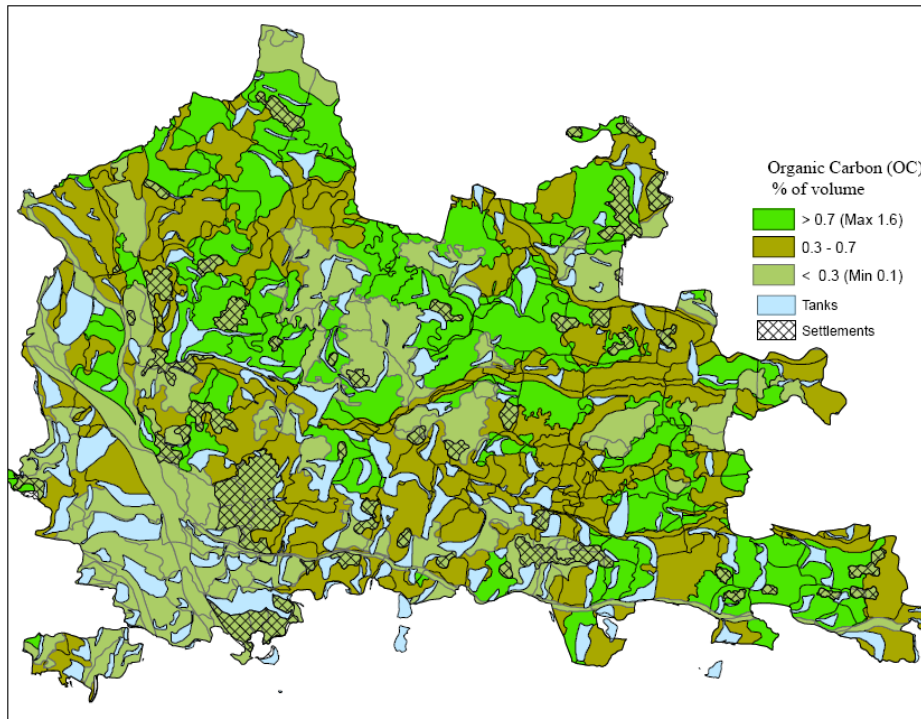 Organic Carbon (OC)
% of volume
> 0.7 (Max 1.6)
0.3 - 0.7
< 0.3 (Min 0.1)
Tanks
Settlements